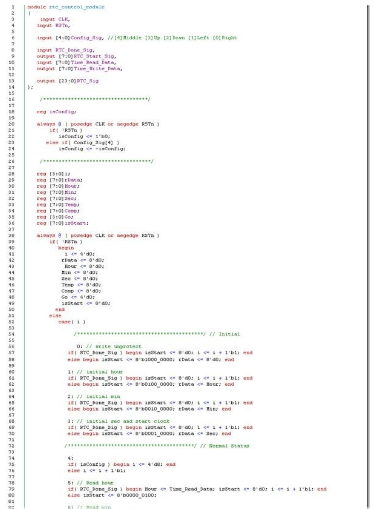 1 module rtc_control_module
2 (
3 input CLK,
4 input RSTn,
5
6 input [4:0]Config_Sig, //[4]Middle [3]Up [2]Down [1]Left [0]Right
7
8 input RTC_Done_Sig,
9 output [7:0]RTC_Start_Sig,
10 input [7:0]Time_Read_Data,
11 output [7:0]Time_Write_Data,
12
13 output [23:0]RTC_Sig
14 );
15
16 /*********************************/
17
18 reg isConfig;
19
20 always @ ( posedge CLK or negedge RSTn )
21 if( !RSTn )
22 isConfig <= 1'b0;
23 else if( Config_Sig[4] )
24 isConfig <= ~isConfig;
25
26 /**********************************/
27
28 reg [3:0]i;
29 reg [7:0]rData;
30 reg [7:0]Hour;
31 reg [7:0]Min;
32 reg [7:0]Sec;
33 reg [7:0]Temp;
34 reg [7:0]Comp;
35 reg [3:0]Go;
36 reg [7:0]isStart;
37
38 always @ ( posedge CLK or negedge RSTn )
39 if( !RSTn )
40 begin
41 i <= 4'd0;
42 rData <= 8'd0;
43 Hour <= 8'd0;
44 Min <= 8'd0;
45 Sec <= 8'd0;
46 Temp <= 8'd0;
47 Comp <= 8'd0;
48 Go <= 4'd0;
49 isStart <= 8'd0;
50 end
51 else
52 case( i )
53
54 /****************************************/ // Initial
55
56 0: // write unprotect
57 if( RTC_Done_Sig ) begin isStart <= 8'd0; i <= i + 1'b1; end
58 else begin isStart <= 8'b1000_0000; rData <= 8'd0; end
59
60 1: // initial hour
61 if( RTC_Done_Sig ) begin isStart <= 8'd0; i <= i + 1'b1; end
62 else begin isStart <= 8'b0100_0000; rData <= Hour; end
63
64 2: // initial min
65 if( RTC_Done_Sig ) begin isStart <= 8'd0; i <= i + 1'b1; end
66 else begin isStart <= 8'b0010_0000; rData <= Min; end
67
68 3: // initial sec and start clock
69 if( RTC_Done_Sig ) begin isStart <= 8'd0; i <= i + 1'b1; end
70 else begin isStart <= 8'b0001_0000; rData <= Sec; end
71
72 /****************************************/ // Normal Status
73
74 4:
75 if( isConfig ) begin i <= 4'd8; end
76 else i <= i + 1'b1;
77
78 5: // Read hour
79 if( RTC_Done_Sig ) begin Hour <= Time_Read_Data; isStart <= 8'd0; i <= i + 1'b1; end
80 else isStart <= 8'b0000_0100;
81